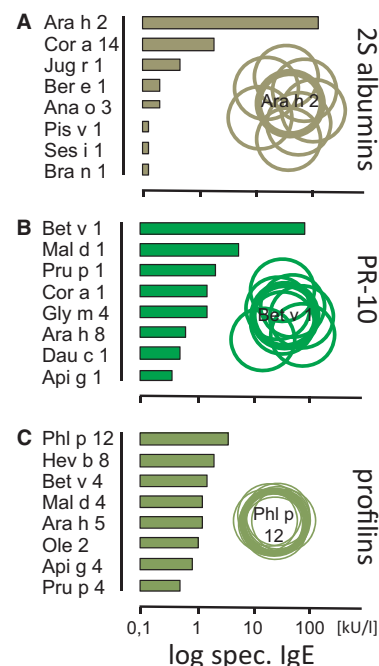 A
Ara h 2
Cor a 14
Jug r 1
Ber e 1
Ana o 3
Pis v 1
Ses i 1
Bra n 1
Ara h 2
2S albumins
B
Bet v 1
Mal d 1
Pru p 1
Cor a 1
Gly m 4
Ara h 8
Dau c 1
Api g 1
Bet v 1
PR-10
C
Phl p 12
Hev b 8
Bet v 4
Mal d 4
Ara h 5
Ole 2
Api g 4
Pru p 4
Phl p
12
profilins
0,1 1 10 100 [kU/l]
log spec. IgE